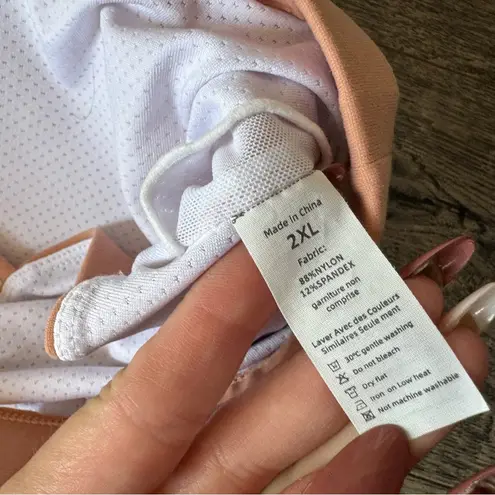 Made in China
2XL
Fabric:
88%NYLON
12%SPANDEX
garniture non
comprise
Laver Avec des Couleurs
Similaires Seule ment
30℃ gentle washing
Do not bleach
Dry flat
Iron on Low heat
Not machine washable